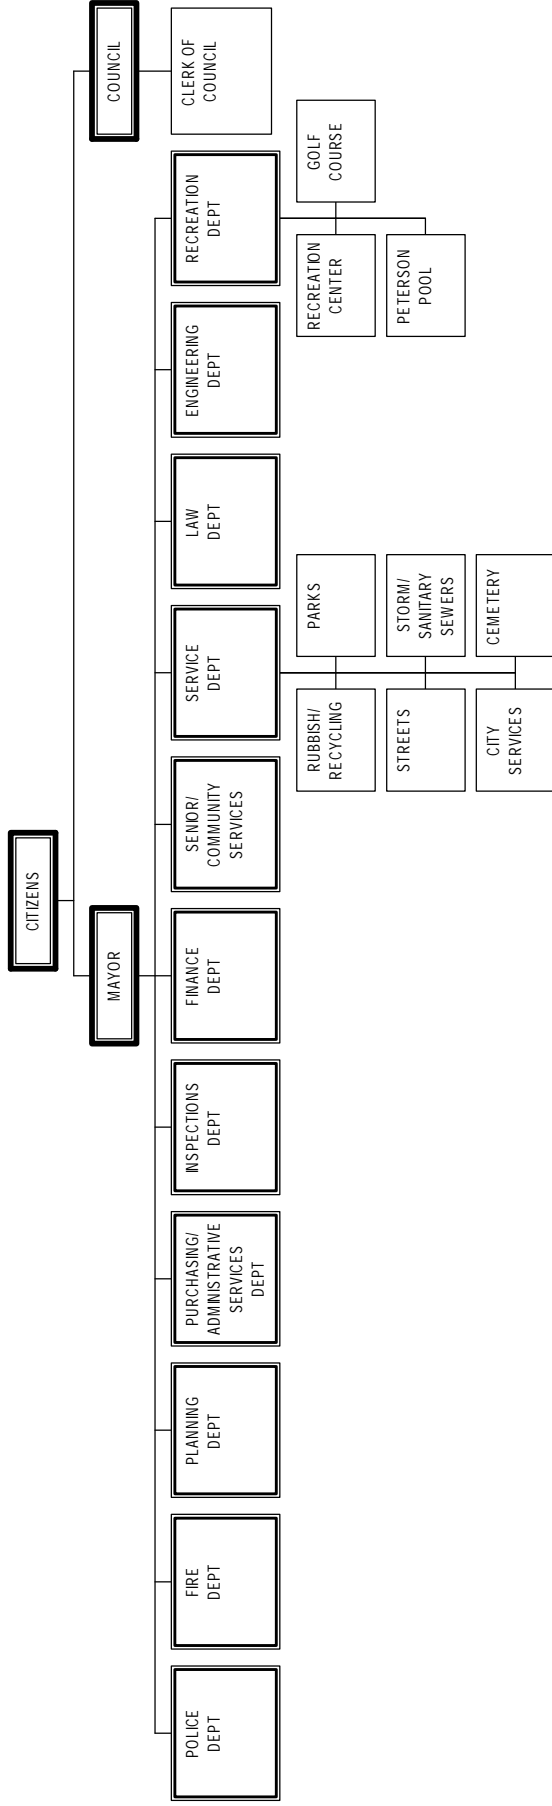 CITIZENS
MAYOR
COUNCIL
POLICE
DEPT
FIRE
DEPT
PLANNING
DEPT
PURCHASING/
ADMINISTRATIVE
SERVICES
DEPT
INSPECTIONS
DEPT
FINANCE
DEPT
SENIOR/
COMMUNITY
SERVICES
SERVICE
DEPT
LAW
DEPT
ENGINEERING
DEPT
RECREATION
DEPT
CLERK OF
COUNCIL
RUBBISH/
RECYCLING
PARKS
STREETS
STORM/
SANITARY
SEWERS
CITY
SERVICES
CEMETERY
RECREATION
CENTER
GOLF
COURSE
PETERSON
POOL